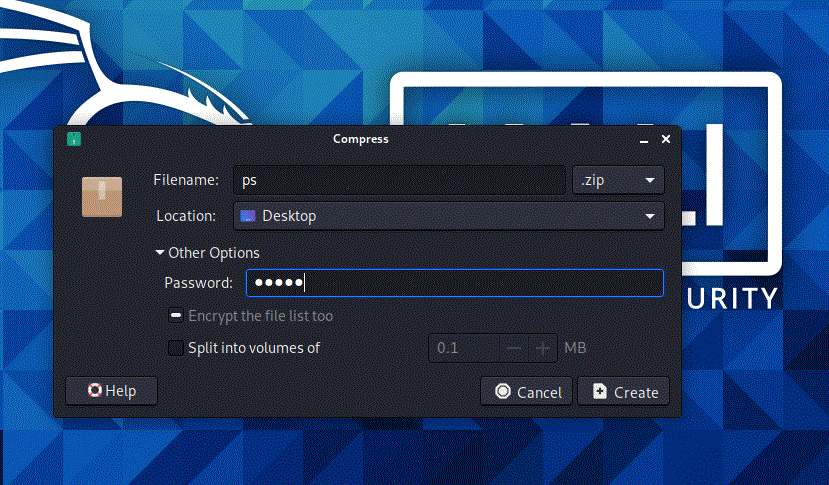 Compress
Filename: ps .zip
Location: Desktop
Other Options
Password: ●●●●●
Encrypt the file list too
Split into volumes of 0.1 MB
URITY
Help Cancel Create